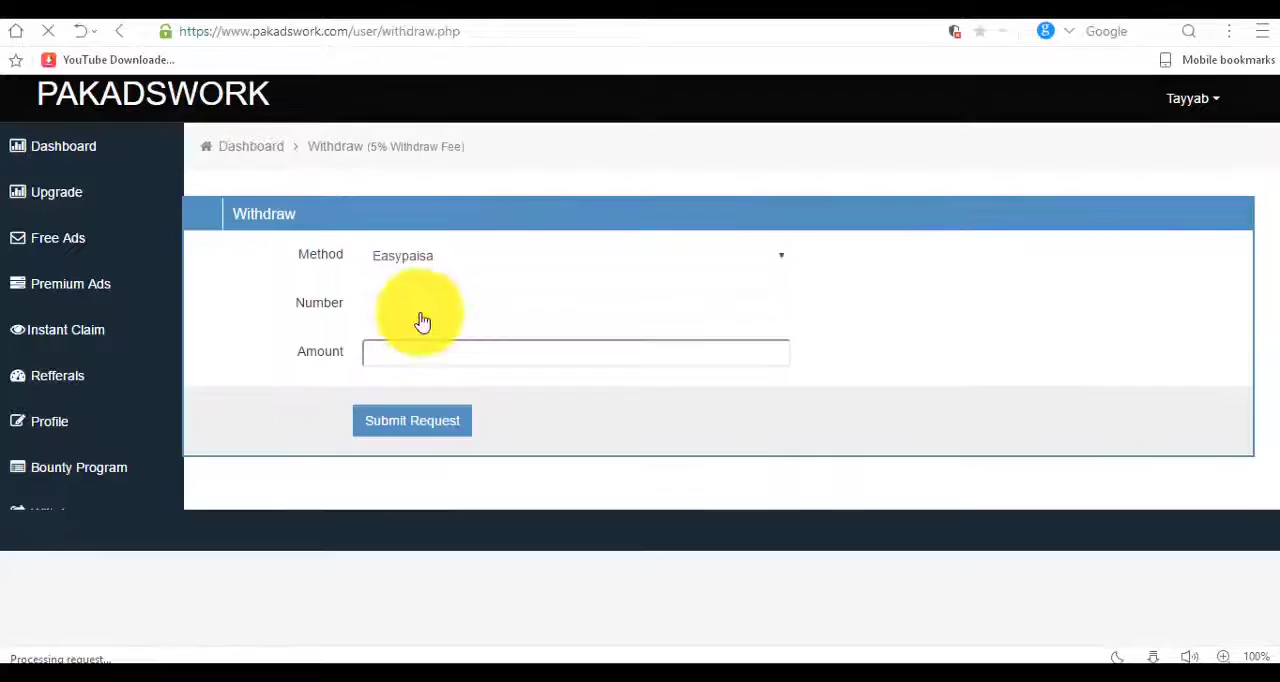 https://www.pakadswork.com/user/withdraw.php
Google
YouTube Downloade...
Mobile bookmarks
PAKADSWORK
Tayyab
Dashboard
Dashboard > Withdraw (5% Withdraw Fee)
Upgrade
Withdraw
Free Ads
Method Easypaisa
Premium Ads
Number
Instant Claim
Amount
Refferals
Profile
Submit Request
Bounty Program
Processing request...
100%